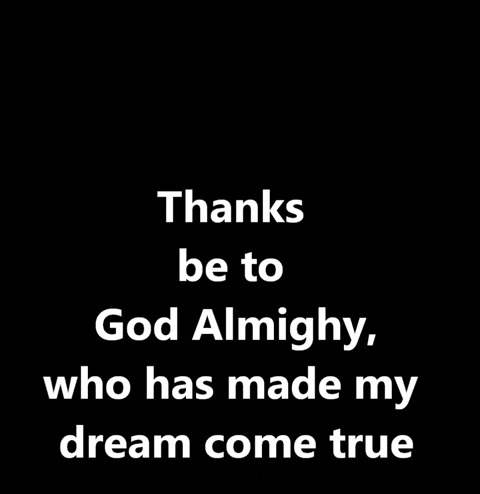 Thanks
be to
God Almighy,
who has made my
dream come true